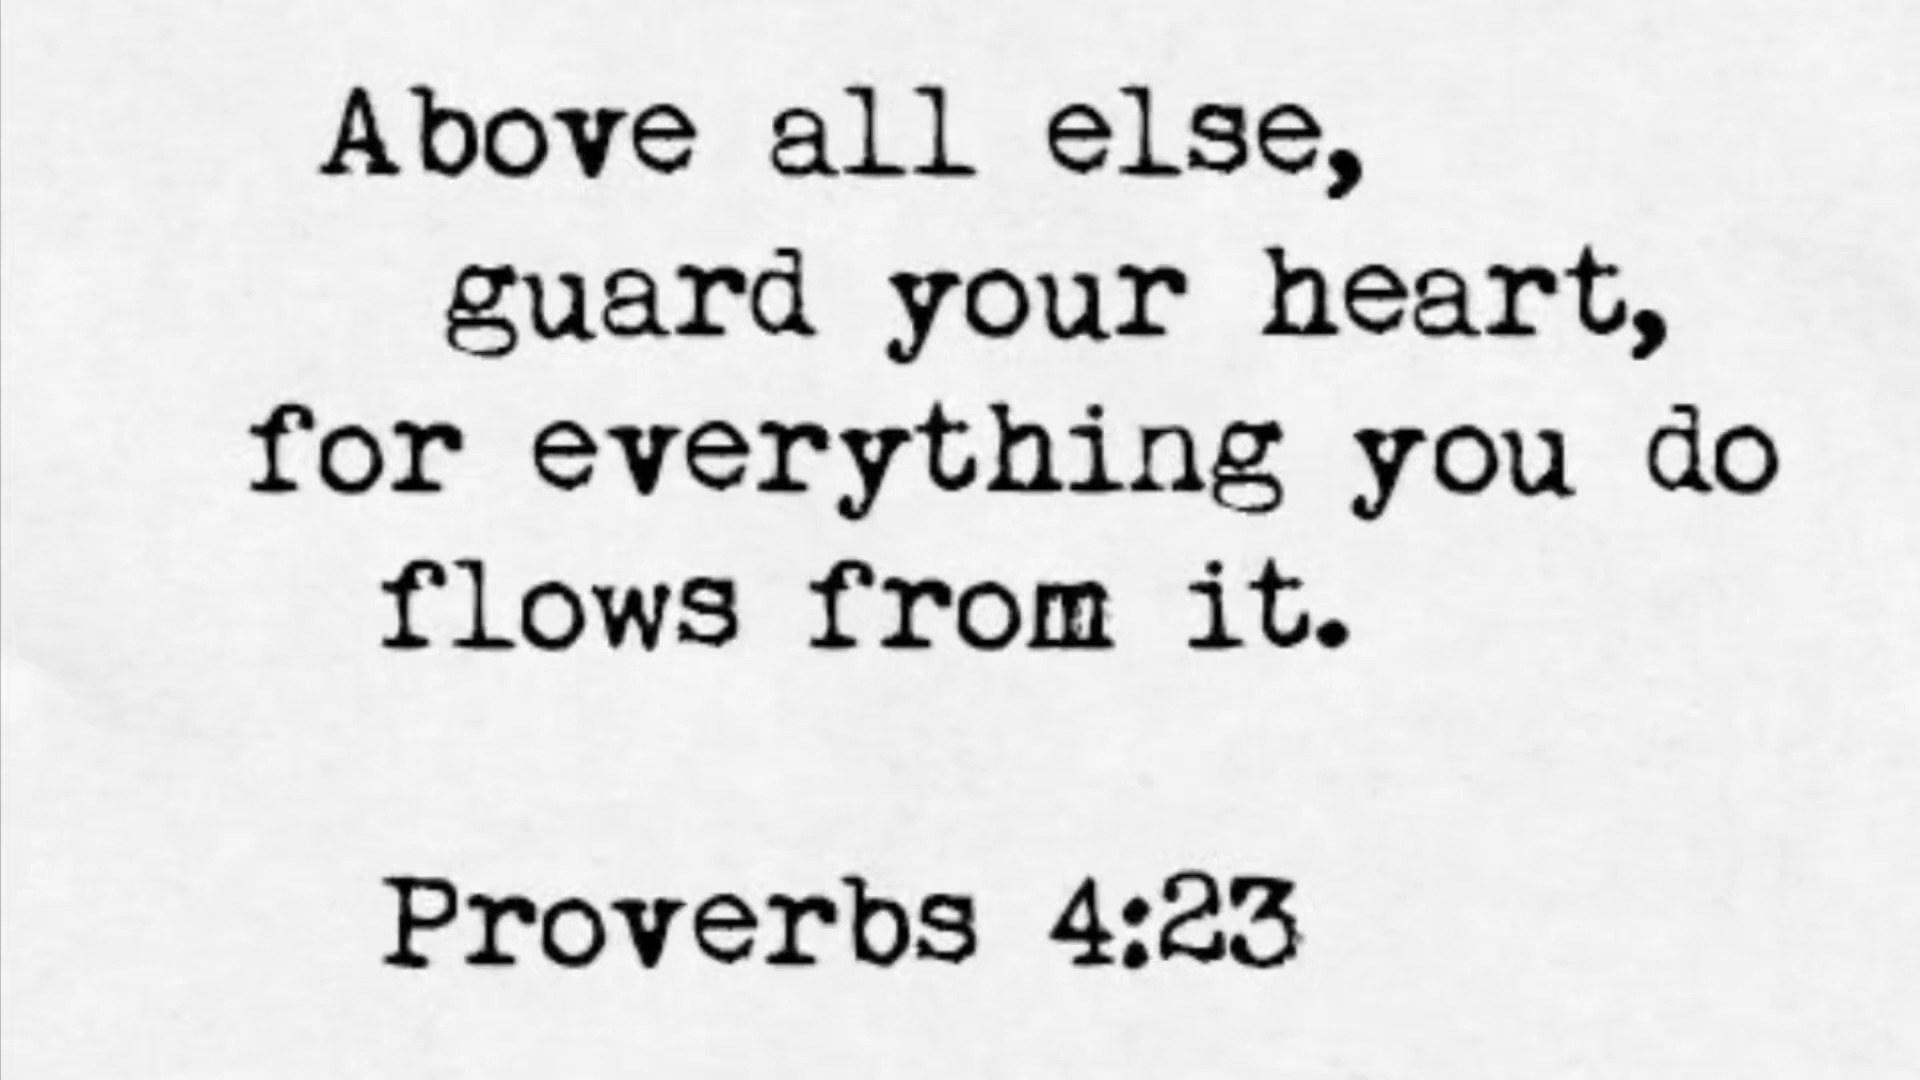 Above all else,
guard your heart,
for everything you do
flows from it.
Proverbs 4:23